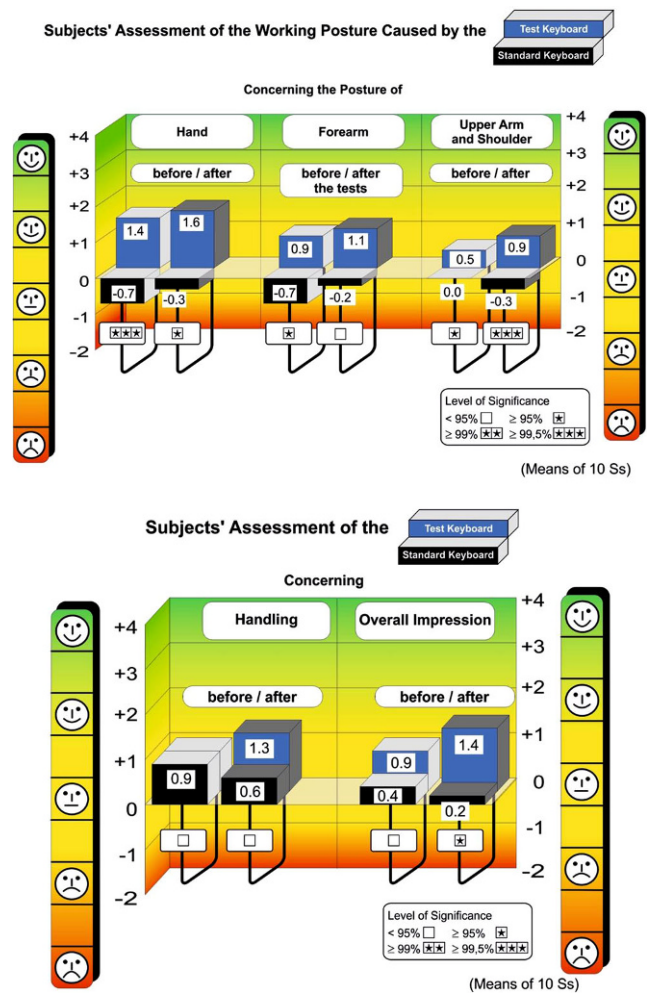 Subjects' Assessment of the Working Posture Caused by the
Test Keyboard
Standard Keyboard
Concerning the Posture of
Hand
Forearm
Upper Arm
and Shoulder
before / after
before / after
the tests
before / after
+4
+3
+2
+1
0
-1
-2
+4
+3
+2
+1
0
-1
-2
1.4
1.6
0.9
1.1
0.5
0.9
-0.7
-0.3
-0.7
-0.2
0.0
-0.3
Level of Significance
< 95% ≥ 95%
≥ 99% ≥ 99,5%
(Means of 10 Ss)
Subjects' Assessment of the
Test Keyboard
Standard Keyboard
Concerning
Handling
Overall Impression
before / after
before / after
+4
+3
+2
+1
0
-1
-2
+4
+3
+2
+1
0
-1
-2
0.9
1.3
0.6
0.9
0.4
1.4
0.2
Level of Significance
< 95% ≥ 95%
≥ 99% ≥ 99,5%
(Means of 10 Ss)